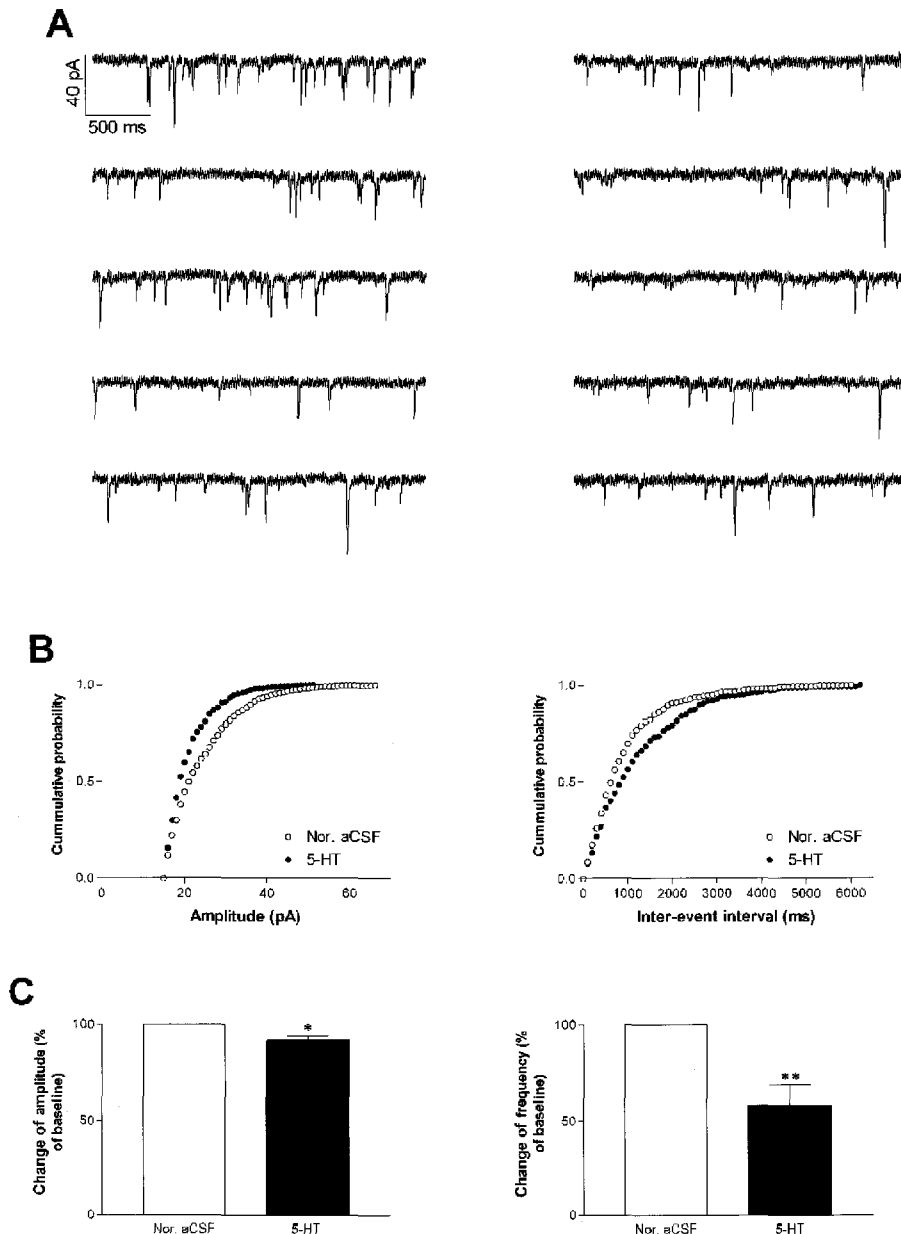 A
40 pA
500 ms
B
Cummulative probability
1.0
0.5
0.0
Nor. aCSF
5-HT
0
20
40
60
Amplitude (pA)
Cummulative probability
1.0
0.5
0.0
Nor. aCSF
5-HT
0
1000
2000
3000
4000
5000
6000
Inter-event interval (ms)
C
Change of amplitude (%
of baseline)
100
50
0
*
Nor. aCSF
5-HT
Change of frequency (%
of baseline)
100
50
0
**
Nor. aCSF
5-HT